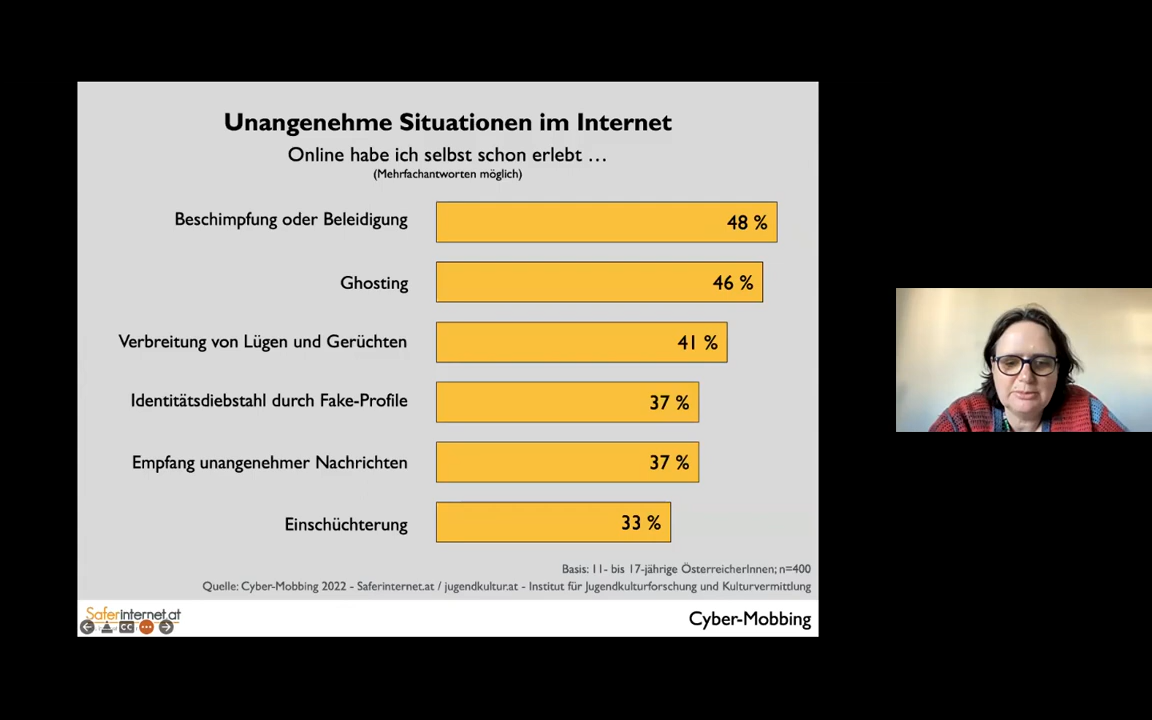 Unangenehme Situationen im Internet
Online habe ich selbst schon erlebt …
(Mehrfachantworten möglich)
Beschimpfung oder Beleidigung
48 %
Ghosting
46 %
Verbreitung von Lügen und Gerüchten
41 %
Identitätsdiebstahl durch Fake-Profile
37 %
Empfang unangenehmer Nachrichten
37 %
Einschüchterung
33 %
Basis: 11- bis 17-jährige ÖsterreicherInnen; n=400
Quelle: Cyber-Mobbing 2022 - Saferinternet.at / jugendkultur.at - Institut für Jugendkulturforschung und Kulturvermittlung
Saferinternet.at
CC
Cyber-Mobbing